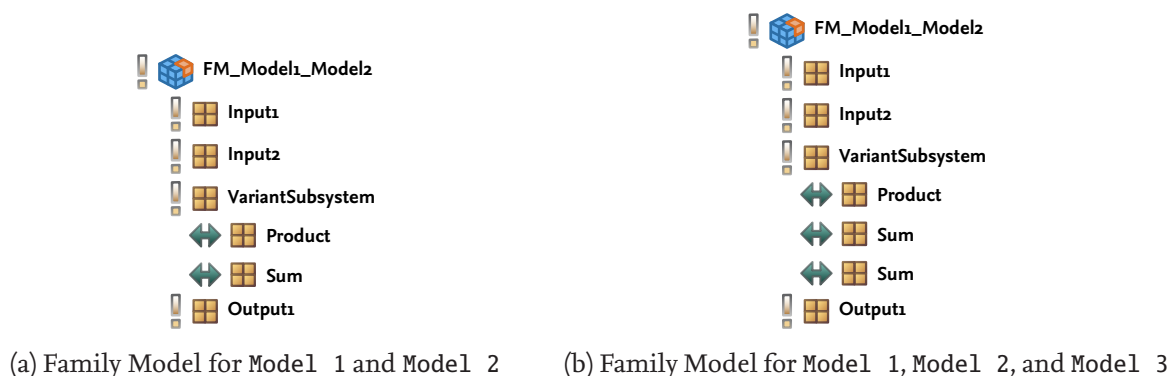 FM_Model1_Model2
Input1
Input2
VariantSubsystem
Product
Sum
Output1
(a) Family Model for Model 1 and Model 2
FM_Model1_Model2
Input1
Input2
VariantSubsystem
Product
Sum
Sum
Output1
(b) Family Model for Model 1, Model 2, and Model 3